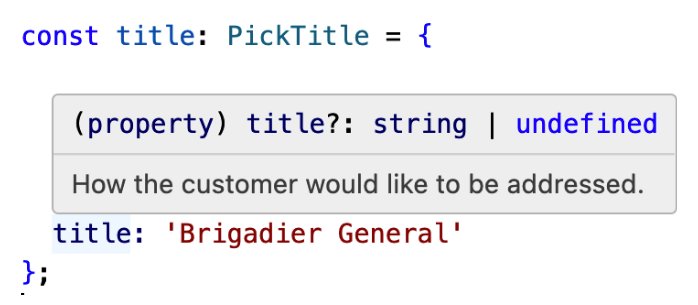 const title: PickTitle = {
(property) title?: string | undefined
How the customer would like to be addressed.
title: 'Brigadier General'
};